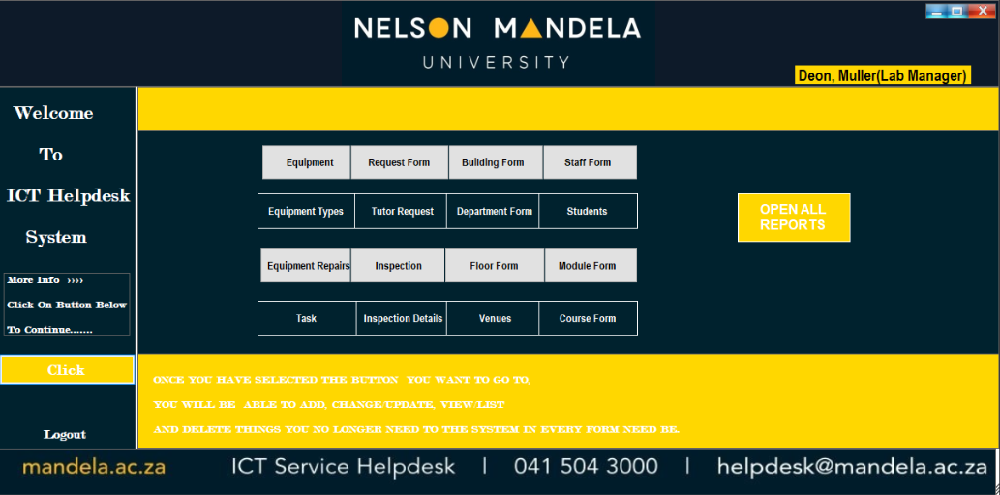 NELSON MANDELA
UNIVERSITY
Deon, Muller(Lab Manager)
Welcome
To
ICT Helpdesk
System
More Info »»
Click On Button Below
To Continue.......
Click
Logout
Equipment Request Form Building Form Staff Form
Equipment Types Tutor Request Department Form Students
Equipment Repairs Inspection Floor Form Module Form
Task Inspection Details Venues Course Form
OPEN ALL
REPORTS
ONCE YOU HAVE SELECTED THE BUTTON YOU WANT TO GO TO,
YOU WILL BE ABLE TO ADD, CHANGE/UPDATE, VIEW/LIST
AND DELETE THINGS YOU NO LONGER NEED TO THE SYSTEM IN EVERY FORM NEED BE.
mandela.ac.za ICT Service Helpdesk | 041 504 3000 | helpdesk@mandela.ac.za